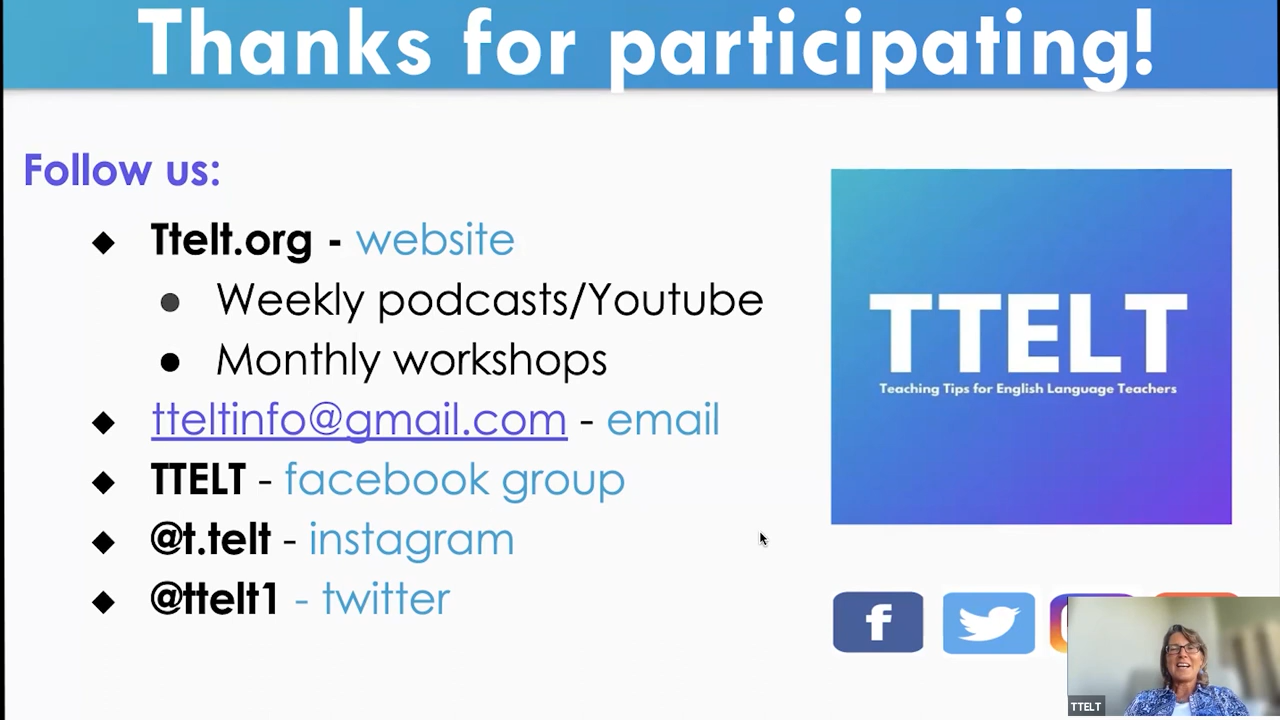 Thanks for participating!
Follow us:
Ttelt.org - website
Weekly podcasts/Youtube
Monthly workshops
tteltinfo@gmail.com - email
TTELT - facebook group
@t.telt - instagram
@ttelt1 - twitter
TTELT
Teaching Tips for English Language Teachers
f
TTELT